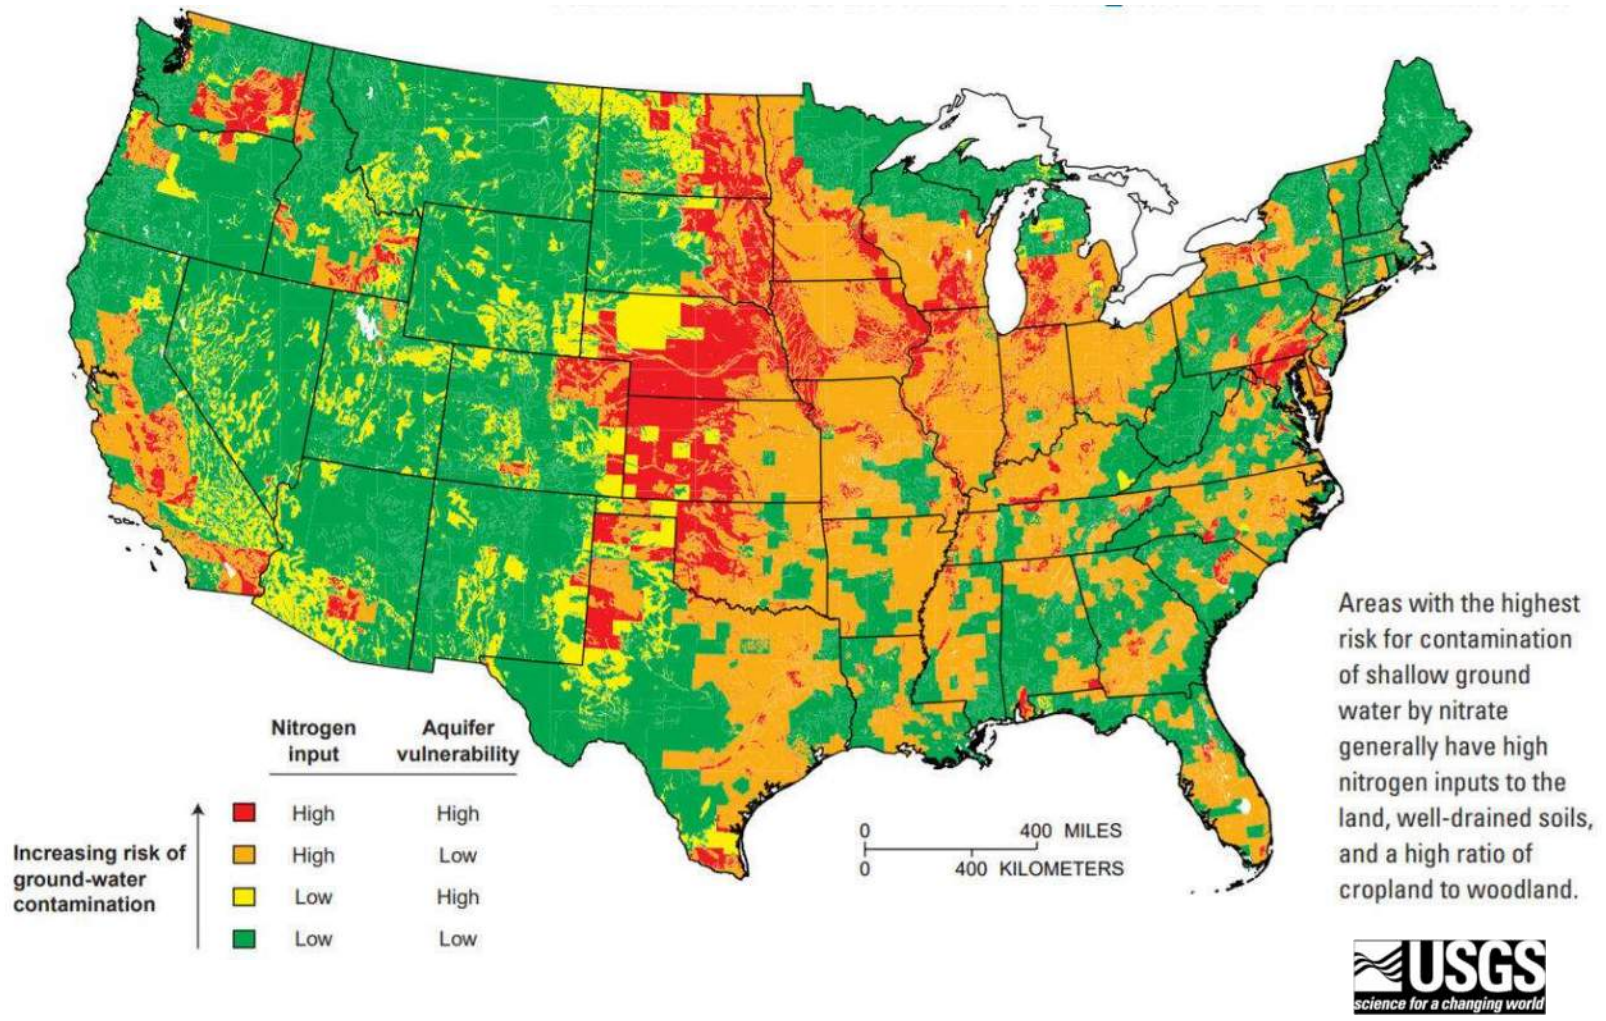 Nitrogen input
Aquifer vulnerability
High High
High Low
Low High
Low Low
Increasing risk of
ground-water
contamination
0 400 MILES
0 400 KILOMETERS
Areas with the highest
risk for contamination
of shallow ground
water by nitrate
generally have high
nitrogen inputs to the
land, well-drained soils,
and a high ratio of
cropland to woodland.
USGS
science for a changing world